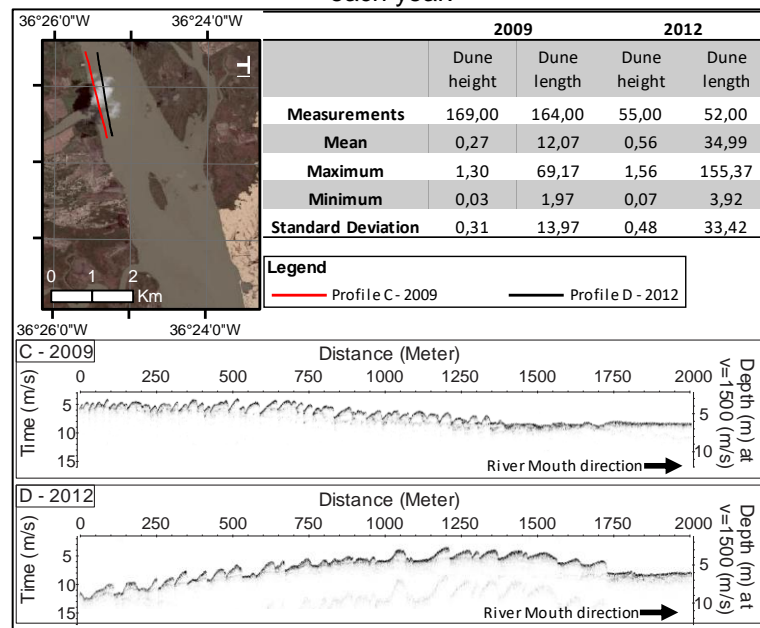 each year.
36°26'0"W 36°24'0"W
2009 2012
Dune height Dune length Dune height Dune length
Measurements 169,00 164,00 55,00 52,00
Mean 0,27 12,07 0,56 34,99
Maximum 1,30 69,17 1,56 155,37
Minimum 0,03 1,97 0,07 3,92
Standard Deviation 0,31 13,97 0,48 33,42
0 1 2
Km
36°26'0"W 36°24'0"W
Legend
Profile C - 2009 Profile D - 2012
C - 2009
Distance (Meter)
0 250 500 750 1000 1250 1500 1750 2000
Time (m/s)
5
10
15
Depth (m) at
v=1500 (m/s)
5
10
River Mouth direction
D - 2012
Distance (Meter)
0 250 500 750 1000 1250 1500 1750 2000
Time (m/s)
5
10
15
Depth (m) at
v=1500 (m/s)
5
10
River Mouth direction